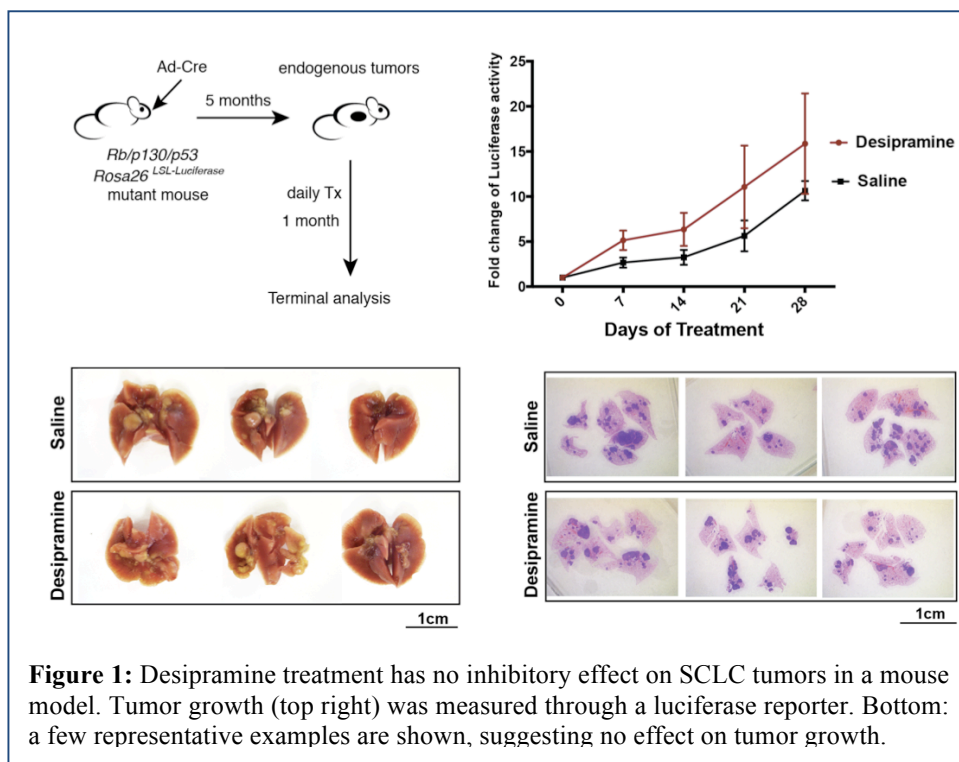 Ad-Cre
endogenous tumors
5 months
Rb/p130/p53
Rosa26 LSL-Luciferase
mutant mouse
daily Tx
1 month
Terminal analysis
Fold change of Luciferase activity
25
20
15
10
5
0
0
7
14
21
28
Days of Treatment
Desipramine
Saline
Saline
Desipramine
1cm
Saline
Desipramine
1cm
Figure 1: Desipramine treatment has no inhibitory effect on SCLC tumors in a mouse
model. Tumor growth (top right) was measured through a luciferase reporter. Bottom:
a few representative examples are shown, suggesting no effect on tumor growth.